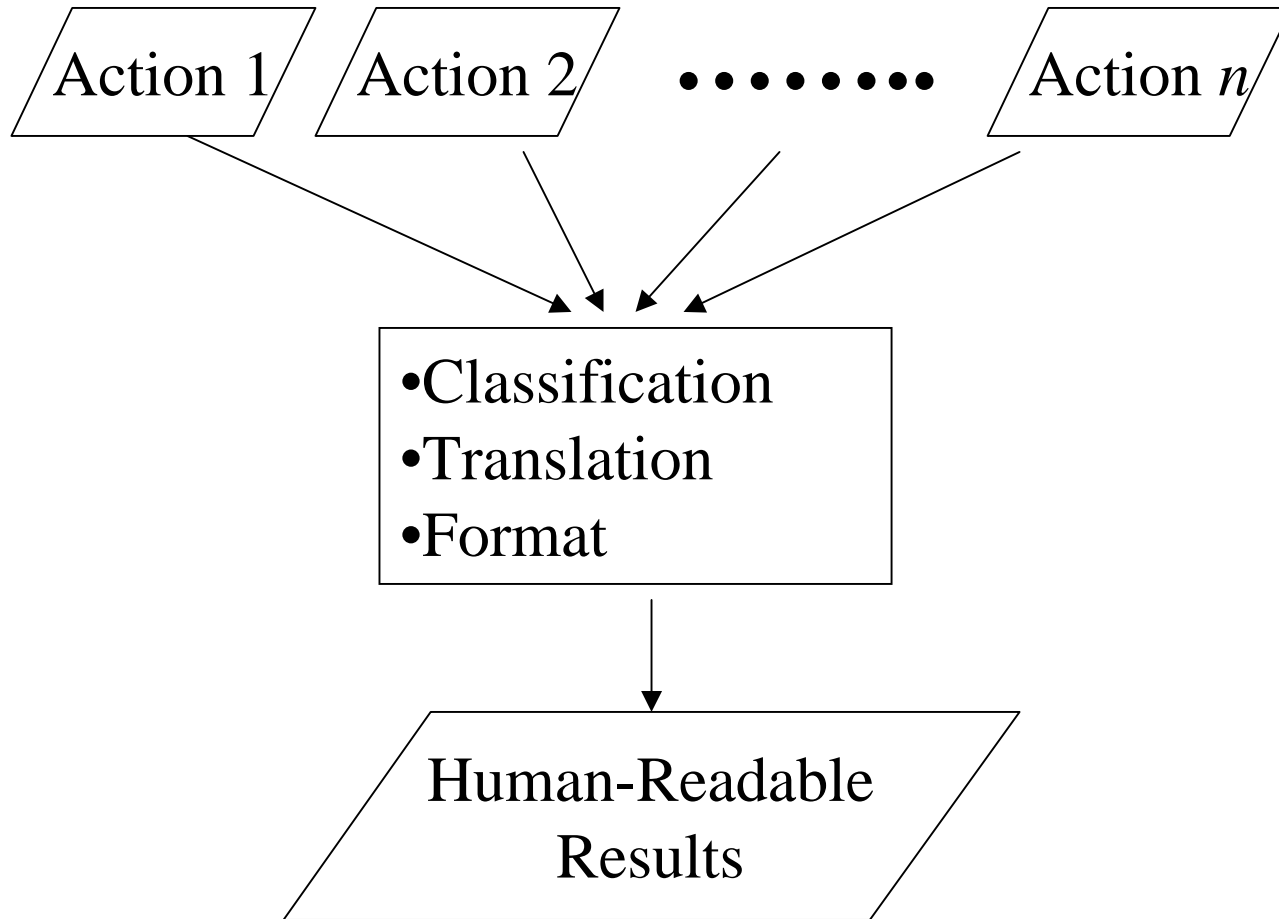 Action 1 Action 2 •••••••• Action n
•Classification
•Translation
•Format
Human-Readable
Results